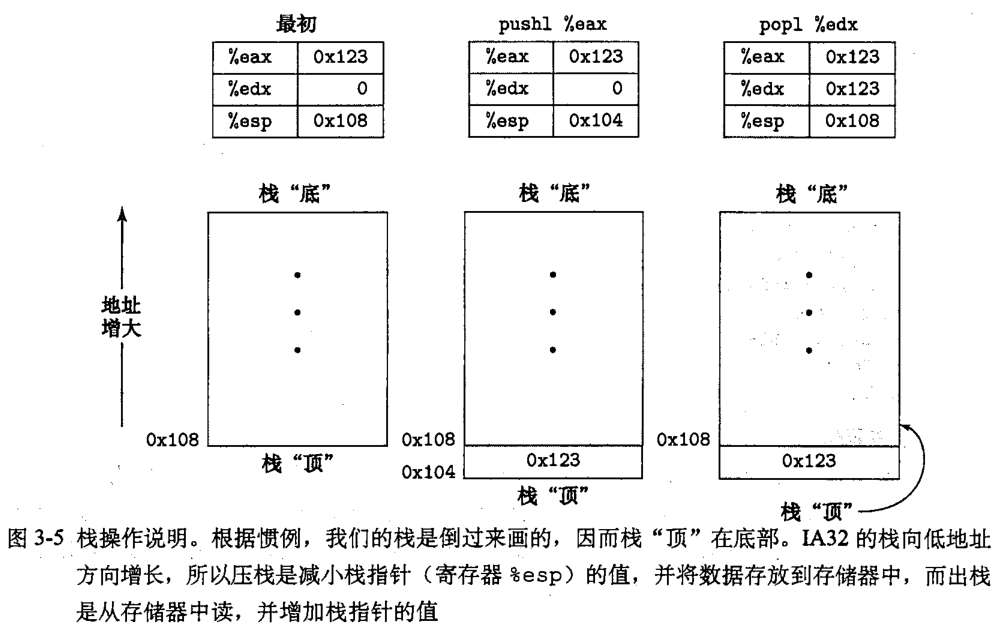 最初 pushl %eax popl %edx
%eax 0x123 %eax 0x123 %eax 0x123
%edx 0 %edx 0 %edx 0x123
%esp 0x108 %esp 0x104 %esp 0x108
栈“底” 栈“底” 栈“底”
地址
增大
0x108 0x108 0x108
栈“顶” 0x104 0x123 0x123
栈“顶” 栈“顶”
图 3-5 栈操作说明。根据惯例，我们的栈是倒过来画的，因而栈“顶”在底部。IA32 的栈向低地址
方向增长，所以压栈是减小栈指针（寄存器 %esp）的值，并将数据存放到存储器中，而出栈
是从存储器中读，并增加栈指针的值